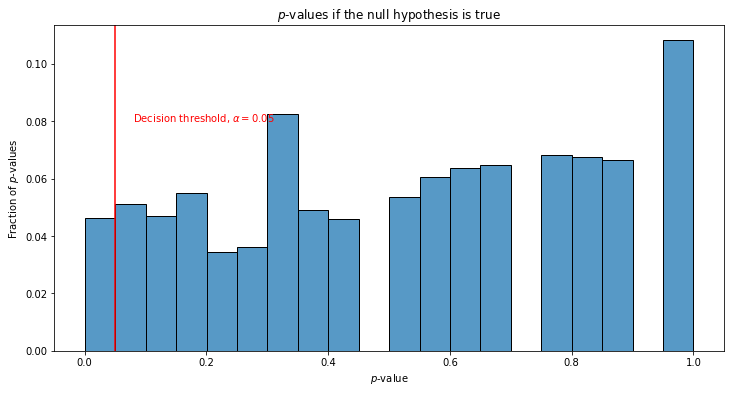 p-values if the null hypothesis is true
0.10
0.08
0.06
0.04
0.02
0.00
Fraction of p-values
Decision threshold, α = 0.05
0.0 0.2 0.4 0.6 0.8 1.0
p-value